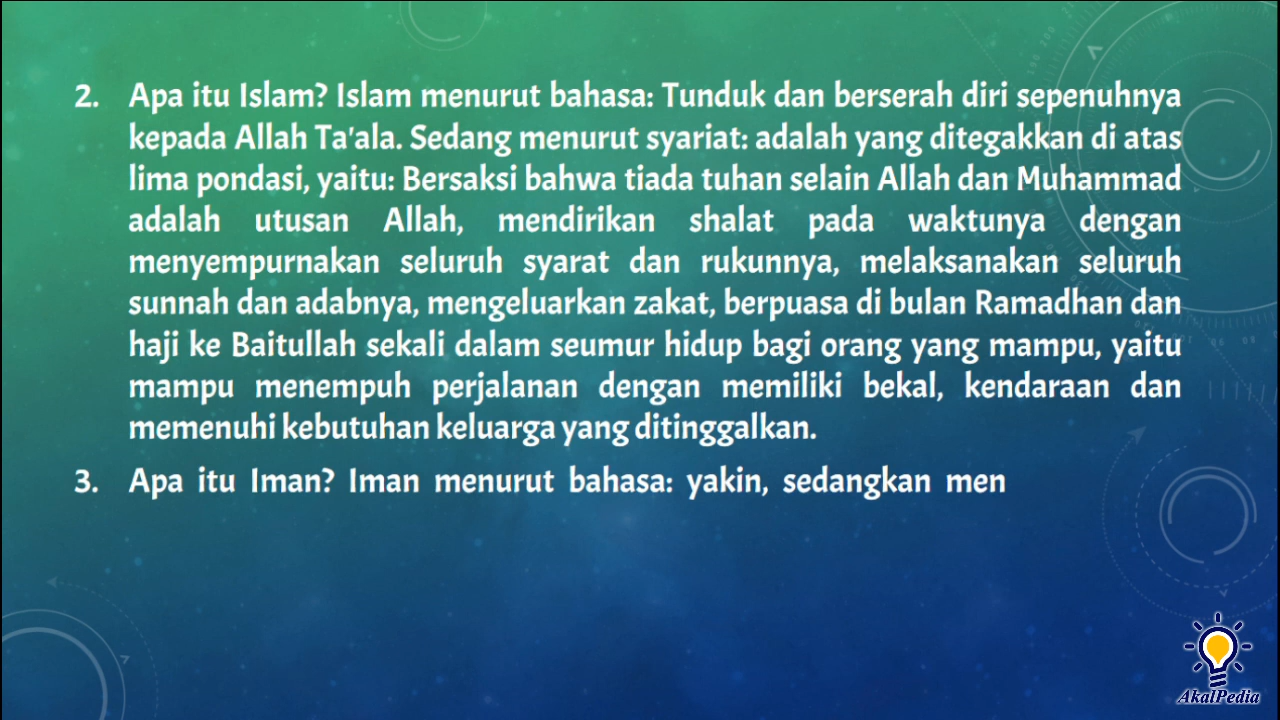 2. Apa itu Islam? Islam menurut bahasa: Tunduk dan berserah diri sepenuhnya
kepada Allah Ta'ala. Sedang menurut syariat: adalah yang ditegakkan di atas
lima pondasi, yaitu: Bersaksi bahwa tiada tuhan selain Allah dan Muhammad
adalah utusan Allah, mendirikan shalat pada waktunya dengan
menyempurnakan seluruh syarat dan rukunnya, melaksanakan seluruh
sunnah dan adabnya, mengeluarkan zakat, berpuasa di bulan Ramadhan dan
haji ke Baitullah sekali dalam seumur hidup bagi orang yang mampu, yaitu
mampu menempuh perjalanan dengan memiliki bekal, kendaraan dan
memenuhi kebutuhan keluarga yang ditinggalkan.
3. Apa itu Iman? Iman menurut bahasa: yakin, sedangkan men
AkalPedia